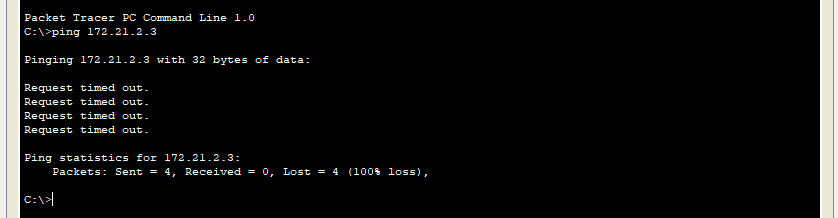 Packet Tracer PC Command Line 1.0
C:\>ping 172.21.2.3
Pinging 172.21.2.3 with 32 bytes of data:
Request timed out.
Request timed out.
Request timed out.
Request timed out.
Ping statistics for 172.21.2.3:
Packets: Sent = 4, Received = 0, Lost = 4 (100% loss),
C:\>